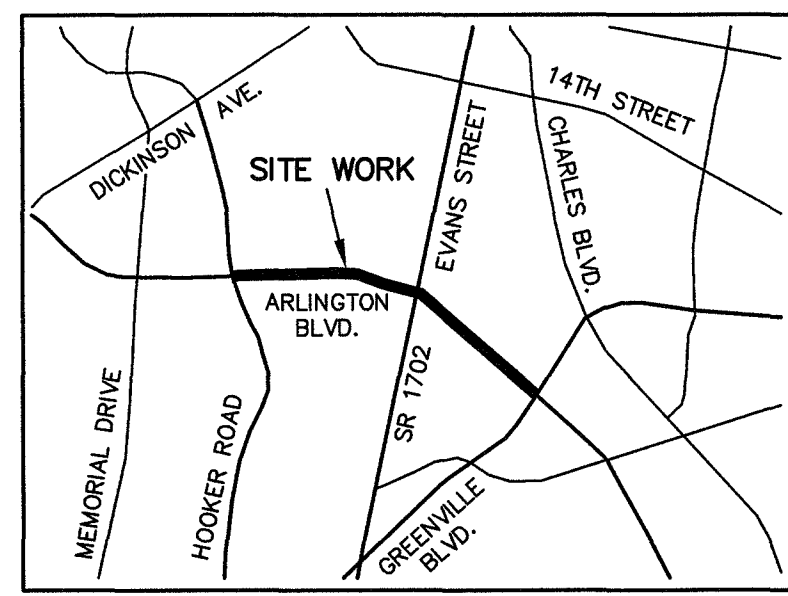 14TH STREET
DICKINSON AVE.
SITE WORK
EVANS STREET
CHARLES BLVD.
ARLINGTON
BLVD.
SR 1702
MEMORIAL DRIVE
HOOKER ROAD
GREENVILLE
BLVD.